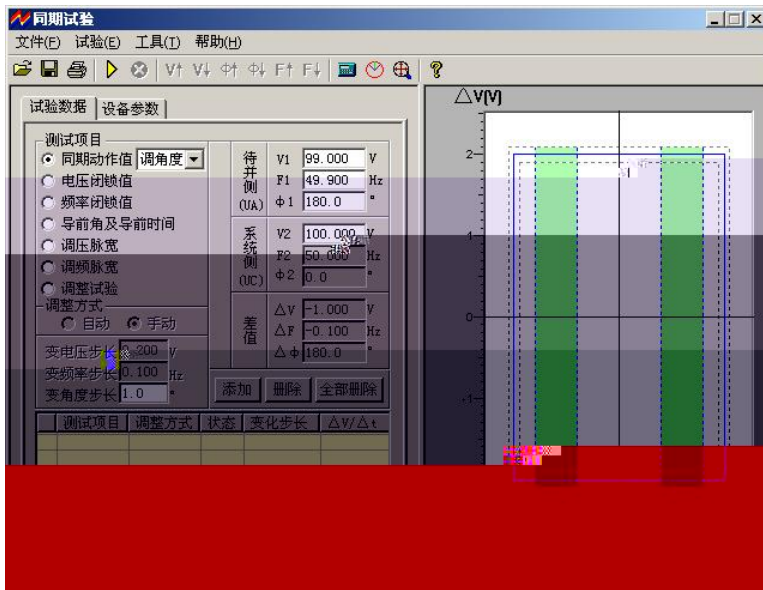 同期试验
文件(F) 试验(E) 工具(T) 帮助(H)
V↑ V↓ Φ↑ Φ↓ F↑ F↓
试验数据 设备参数
测试项目
同期动作值 调角度
电压闭锁值
频率闭锁值
导前角及导前时间
调压脉宽
调频脉宽
调整试验
调整方式
自动 手动
变电压步长 0.200 V
变频率步长 0.100 Hz
变角度步长 1.0 °
待并侧(UA)
V1 99.000 V
F1 49.900 Hz
Φ1 180.0 °
系统侧(UC)
V2 100.000 V
F2 50.000 Hz
Φ2 0.0 °
差值
△V -1.000 V
△F -0.100 Hz
△Φ 180.0 °
添加 删除 全部删除
测试项目 调整方式 状态 变化步长 △V/△t
△V(V)
2
1
0
-1